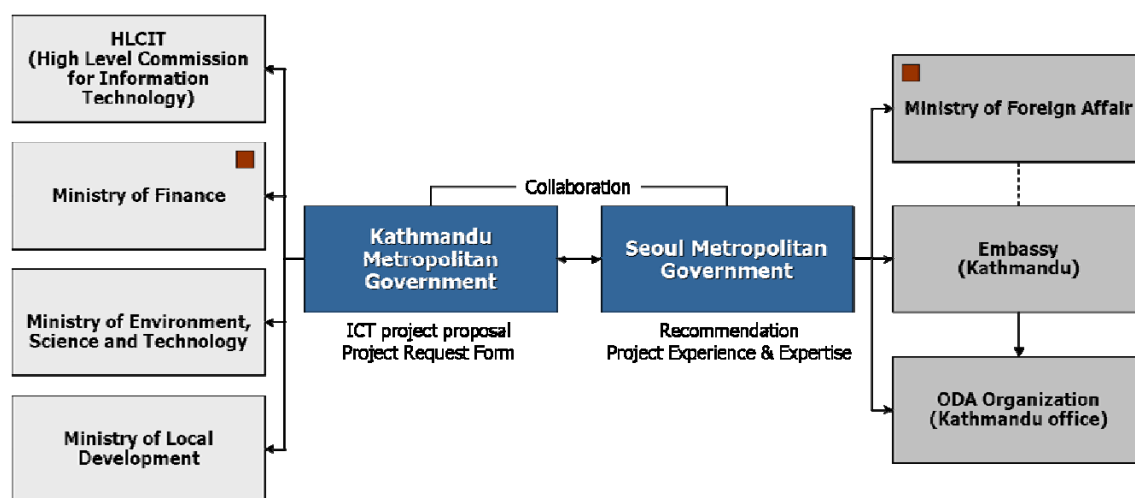 HLCIT
(High Level Commission
for Information
Technology)
Ministry of Finance
Ministry of Environment,
Science and Technology
Ministry of Local
Development
Collaboration
Kathmandu
Metropolitan
Government
Seoul Metropolitan
Government
ICT project proposal
Project Request Form
Recommendation
Project Experience & Expertise
Ministry of Foreign Affair
Embassy
(Kathmandu)
ODA Organization
(Kathmandu office)